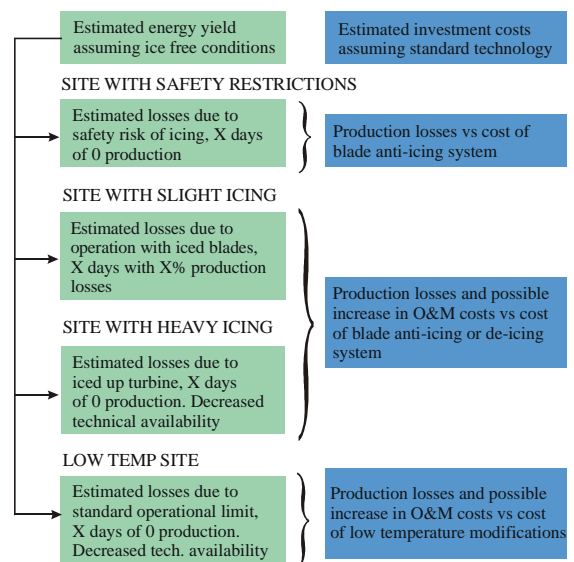 Estimated energy yield
assuming ice free conditions
Estimated investment costs
assuming standard technology
SITE WITH SAFETY RESTRICTIONS
Estimated losses due to
safety risk of icing, X days
of 0 production
Production losses vs cost of
blade anti-icing system
SITE WITH SLIGHT ICING
Estimated losses due to
operation with iced blades,
X days with X% production
losses
SITE WITH HEAVY ICING
Estimated losses due to
iced up turbine, X days
of 0 production. Decreased
technical availability
Production losses and possible
increase in O&M costs vs cost
of blade anti-icing or de-icing
system
LOW TEMP SITE
Estimated losses due to
standard operational limit,
X days of 0 production.
Decreased tech. availability
Production losses and possible
increase in O&M costs vs cost
of low temperature modifications